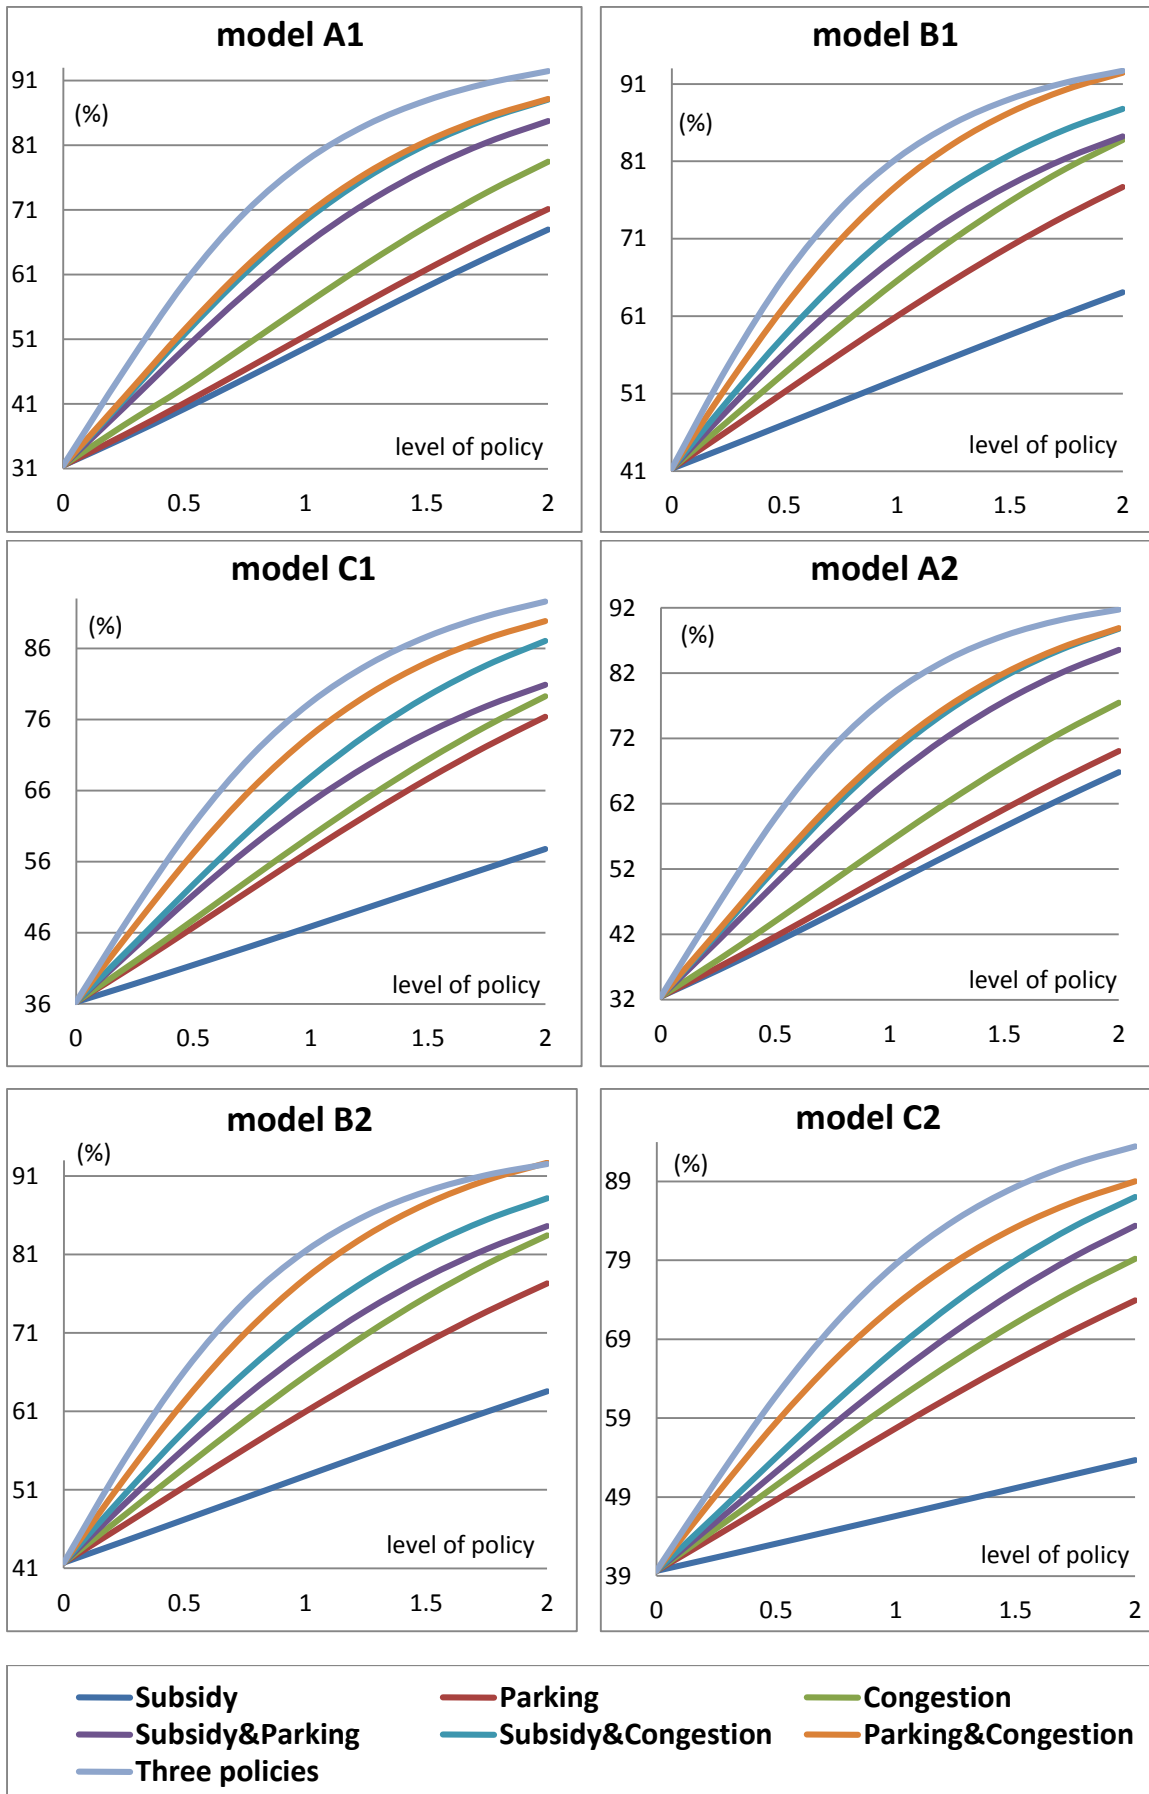 model A1
91
(%)
81
71
61
51
41
level of policy
31
0 0.5 1 1.5 2
model B1
91
(%)
81
71
61
51
level of policy
41
0 0.5 1 1.5 2
model C1
(%)
86
76
66
56
46
level of policy
36
0 0.5 1 1.5 2
model A2
92
(%)
82
72
62
52
42
level of policy
32
0 0.5 1 1.5 2
model B2
(%)
91
81
71
61
51
level of policy
41
0 0.5 1 1.5 2
model C2
(%)
89
79
69
59
49
level of policy
39
0 0.5 1 1.5 2
Subsidy Parking Congestion
Subsidy&Parking Subsidy&Congestion Parking&Congestion
Three policies